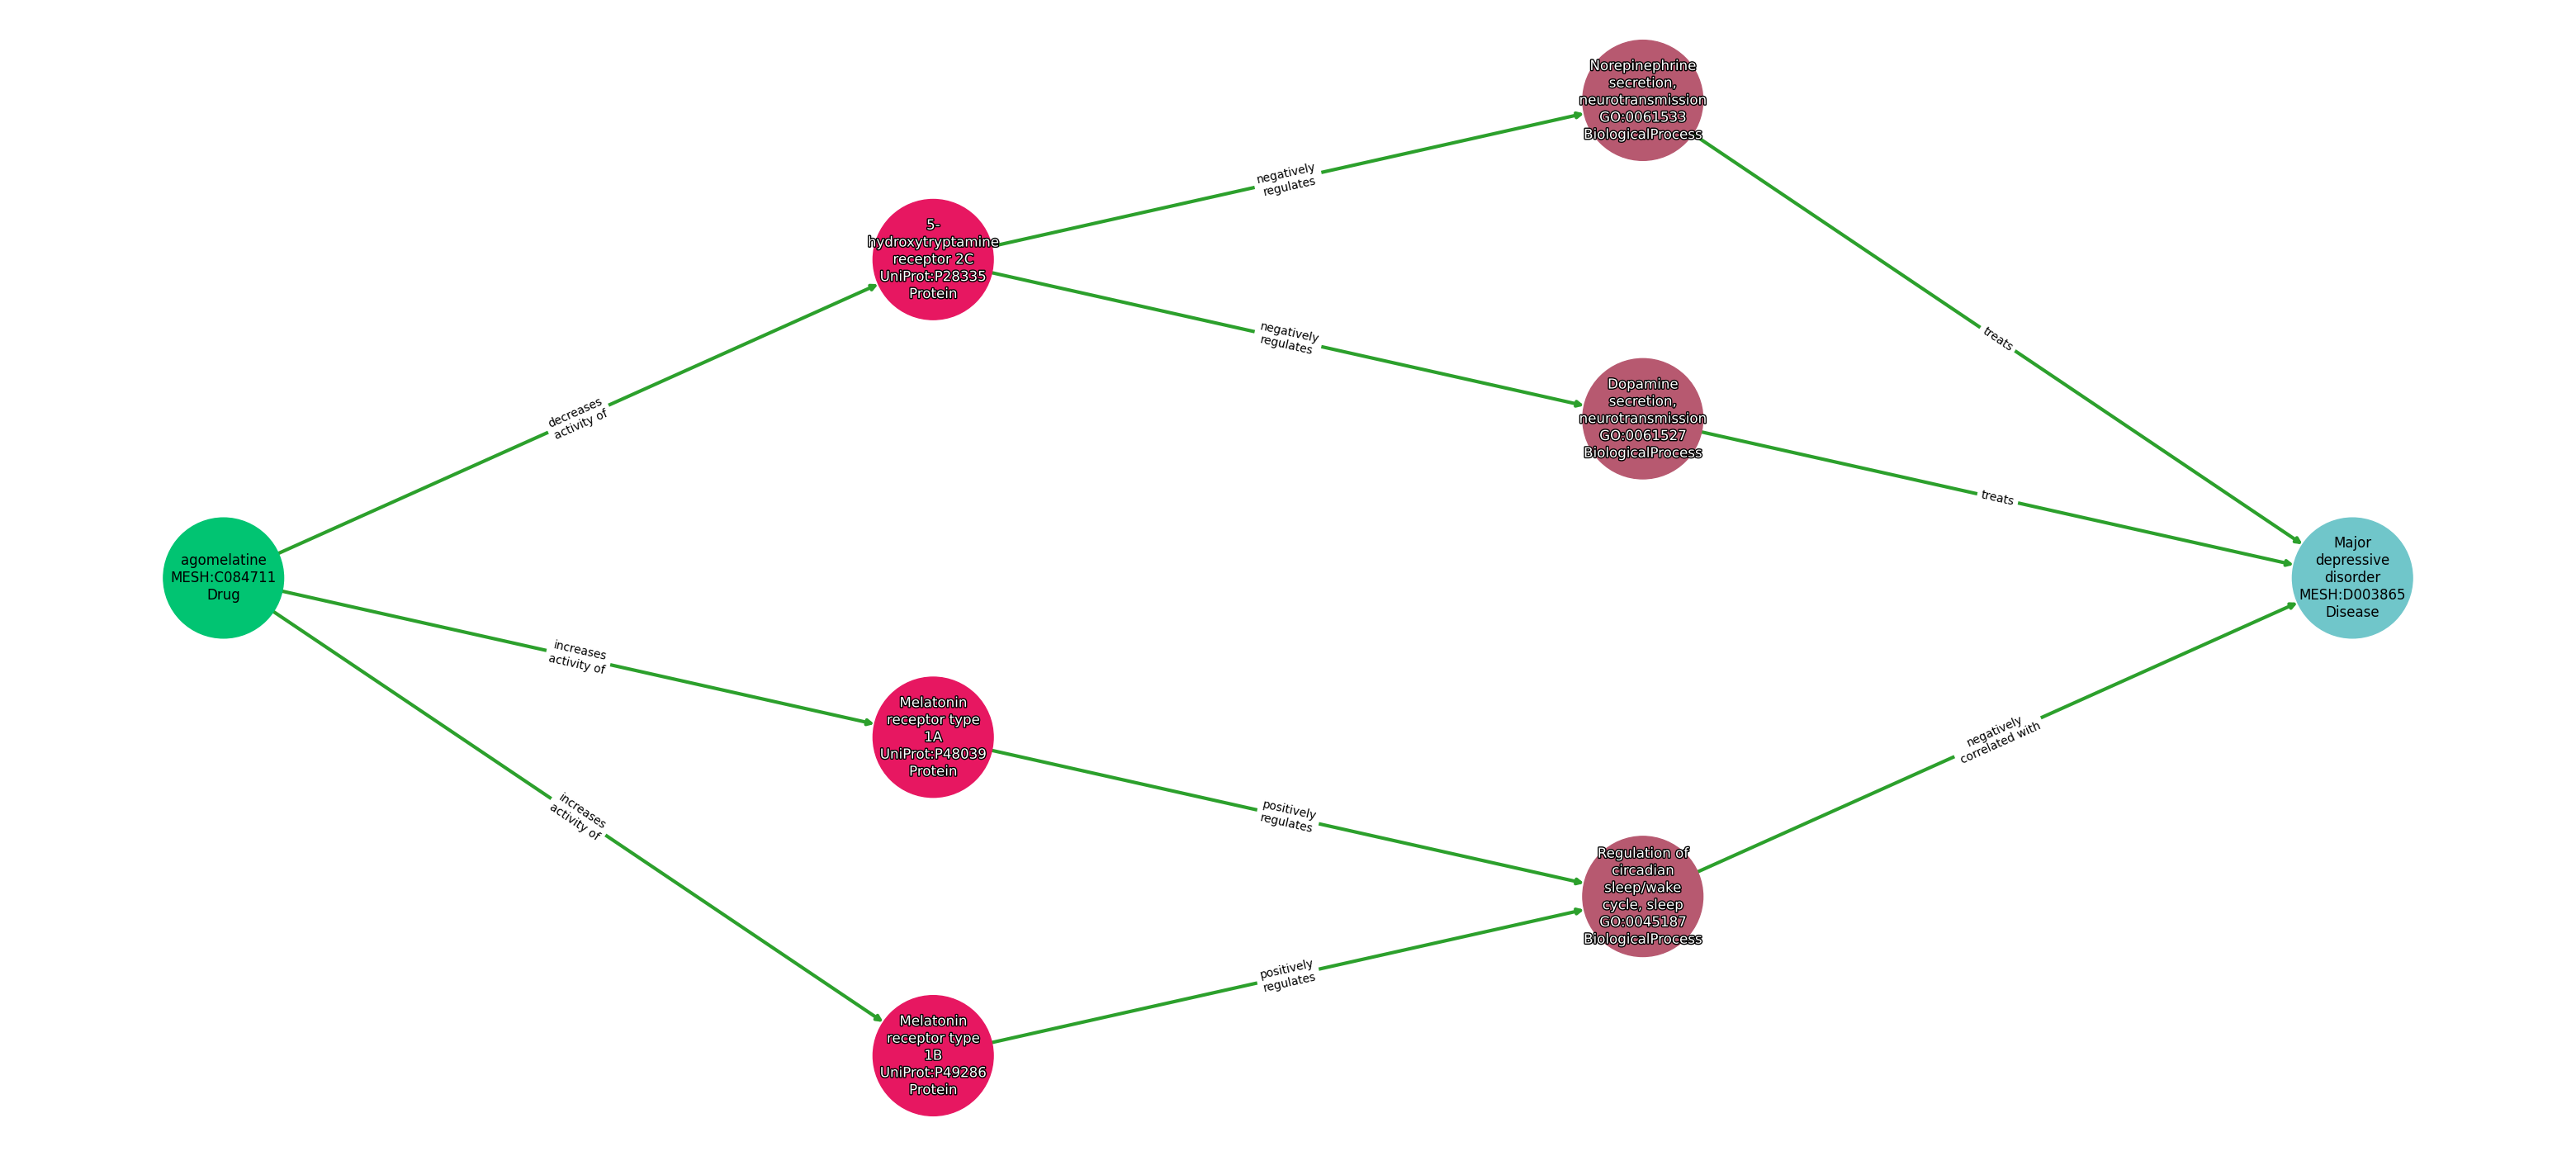 Norepinephrine
secretion,
neurotransmission
GO:0061533
BiologicalProcess
negatively
regulates
5-
hydroxytryptamine
receptor 2C
UniProt:P28335
Protein
negatively
regulates
treats
Dopamine
secretion,
neurotransmission
GO:0061527
BiologicalProcess
decreases
activity of
treats
agomelatine
MESH:C084711
Drug
Major
depressive
disorder
MESH:D003865
Disease
increases
activity of
Melatonin
receptor type
1A
UniProt:P48039
Protein
negatively
correlated with
increases
activity of
positively
regulates
Regulation of
circadian
sleep/wake
cycle, sleep
GO:0045187
BiologicalProcess
positively
regulates
Melatonin
receptor type
1B
UniProt:P49286
Protein